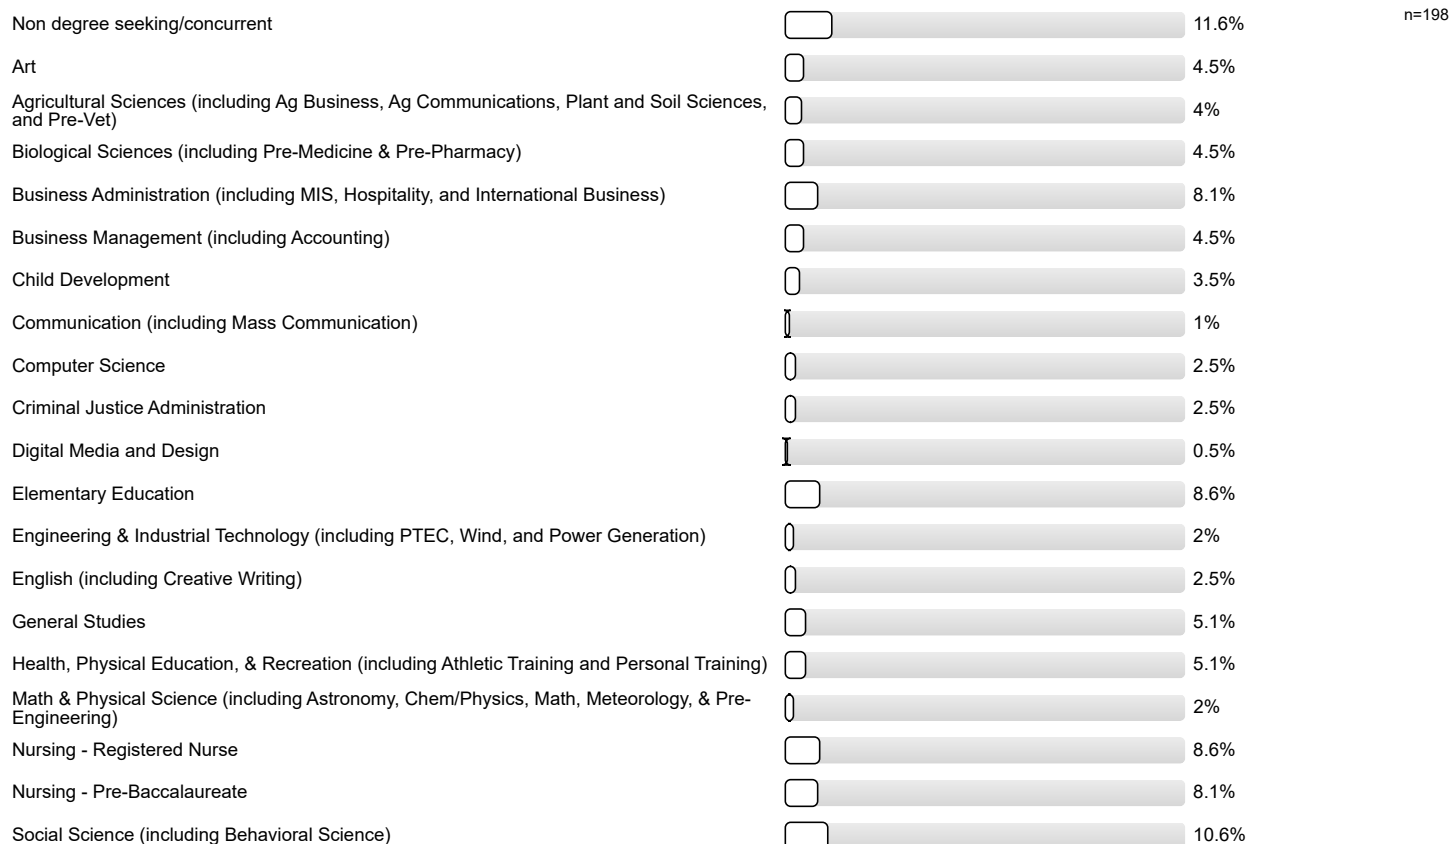 Non degree seeking/concurrent 11.6% n=198
Art 4.5%
Agricultural Sciences (including Ag Business, Ag Communications, Plant and Soil Sciences,
and Pre-Vet) 4%
Biological Sciences (including Pre-Medicine & Pre-Pharmacy) 4.5%
Business Administration (including MIS, Hospitality, and International Business) 8.1%
Business Management (including Accounting) 4.5%
Child Development 3.5%
Communication (including Mass Communication) 1%
Computer Science 2.5%
Criminal Justice Administration 2.5%
Digital Media and Design 0.5%
Elementary Education 8.6%
Engineering & Industrial Technology (including PTEC, Wind, and Power Generation) 2%
English (including Creative Writing) 2.5%
General Studies 5.1%
Health, Physical Education, & Recreation (including Athletic Training and Personal Training) 5.1%
Math & Physical Science (including Astronomy, Chem/Physics, Math, Meteorology, & Pre-
Engineering) 2%
Nursing - Registered Nurse 8.6%
Nursing - Pre-Baccalaureate 8.1%
Social Science (including Behavioral Science) 10.6%